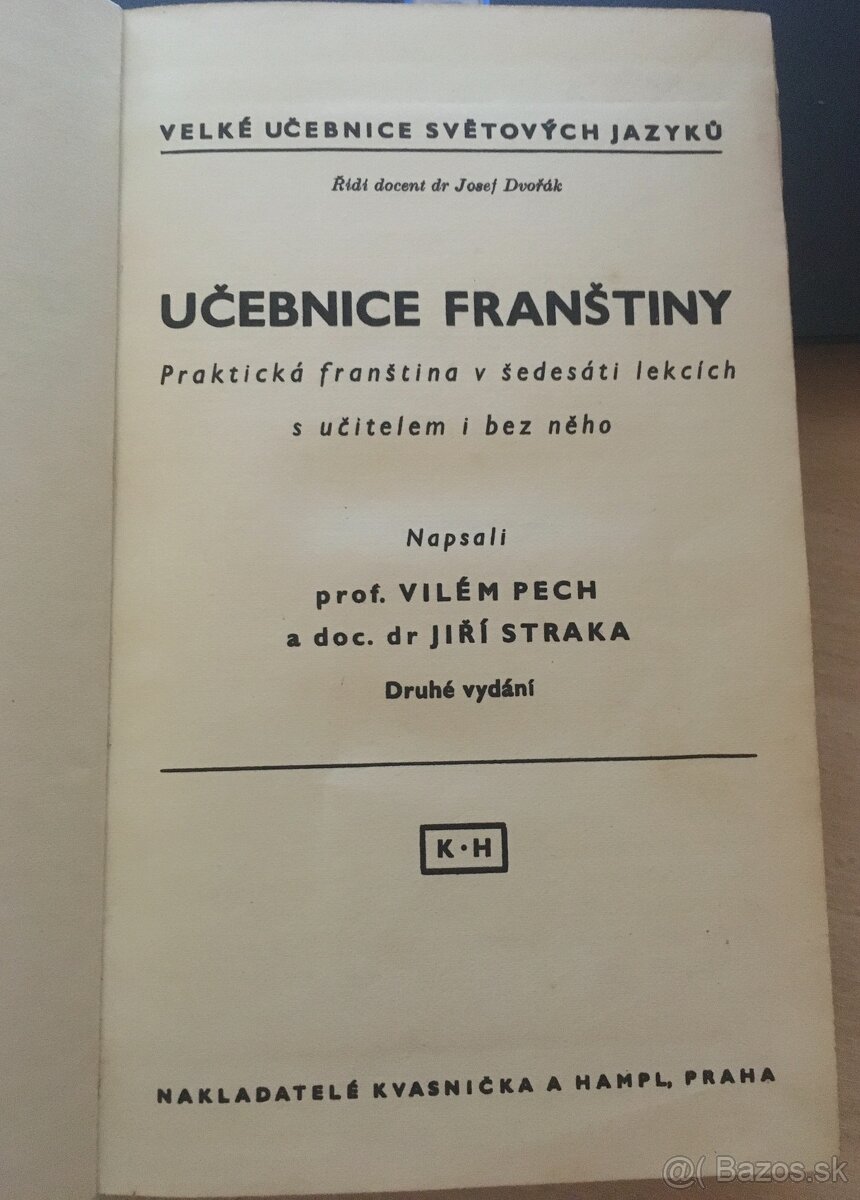 VELKÉ UČEBNICE SVĚTOVÝCH JAZYKŮ
Řídí docent dr Josef Dvořák
UČEBNICE FRANŠTINY
Praktická franština v šedesáti lekcích
s učitelem i bez něho
Napsali
prof. VILÉM PECH
a doc. dr JIŘÍ STRAKA
Druhé vydání
K·H
NAKLADATELÉ KVASNIČKA A HAMPL, PRAHA
@( Bazos.sk